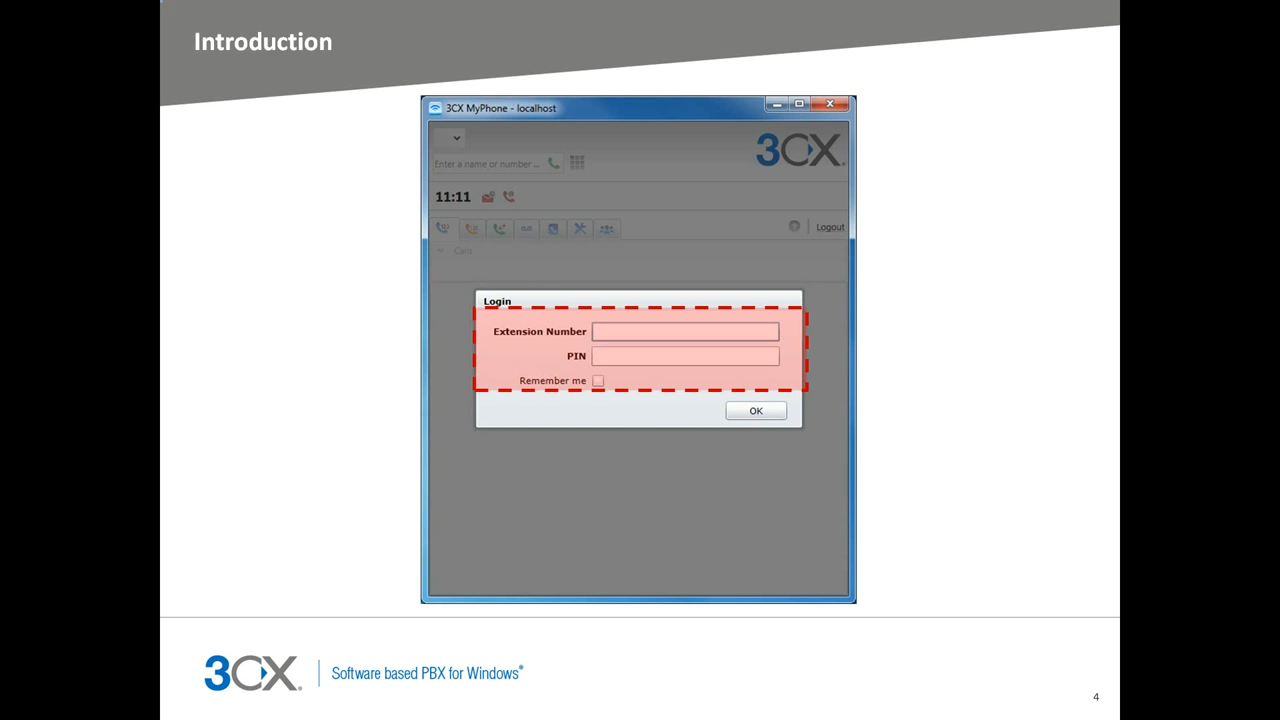 Introduction
3CX MyPhone - localhost
3CX
Enter a name or number ...
11:11
Logout
Calls
Login
Extension Number
PIN
Remember me
OK
3CX® Software based PBX for Windows®
4